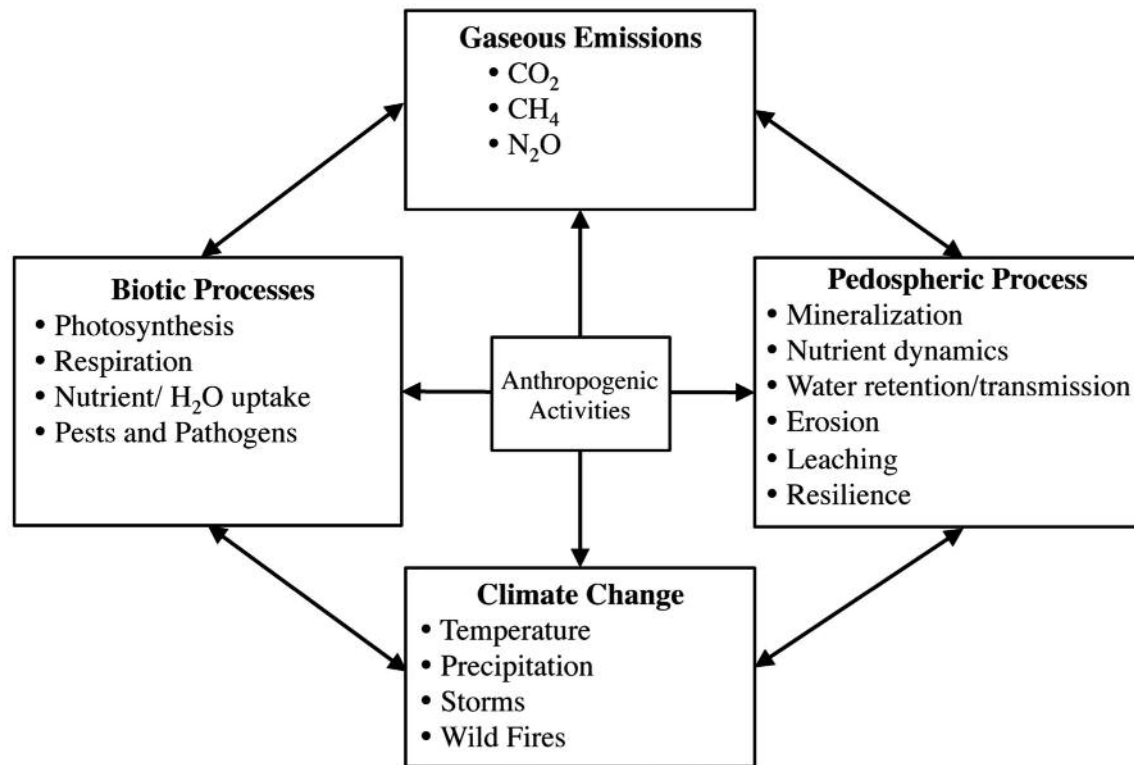 Gaseous Emissions
• CO₂
• CH₄
• N₂O
Biotic Processes
• Photosynthesis
• Respiration
• Nutrient/ H₂O uptake
• Pests and Pathogens
Anthropogenic
Activities
Pedospheric Process
• Mineralization
• Nutrient dynamics
• Water retention/transmission
• Erosion
• Leaching
• Resilience
Climate Change
• Temperature
• Precipitation
• Storms
• Wild Fires